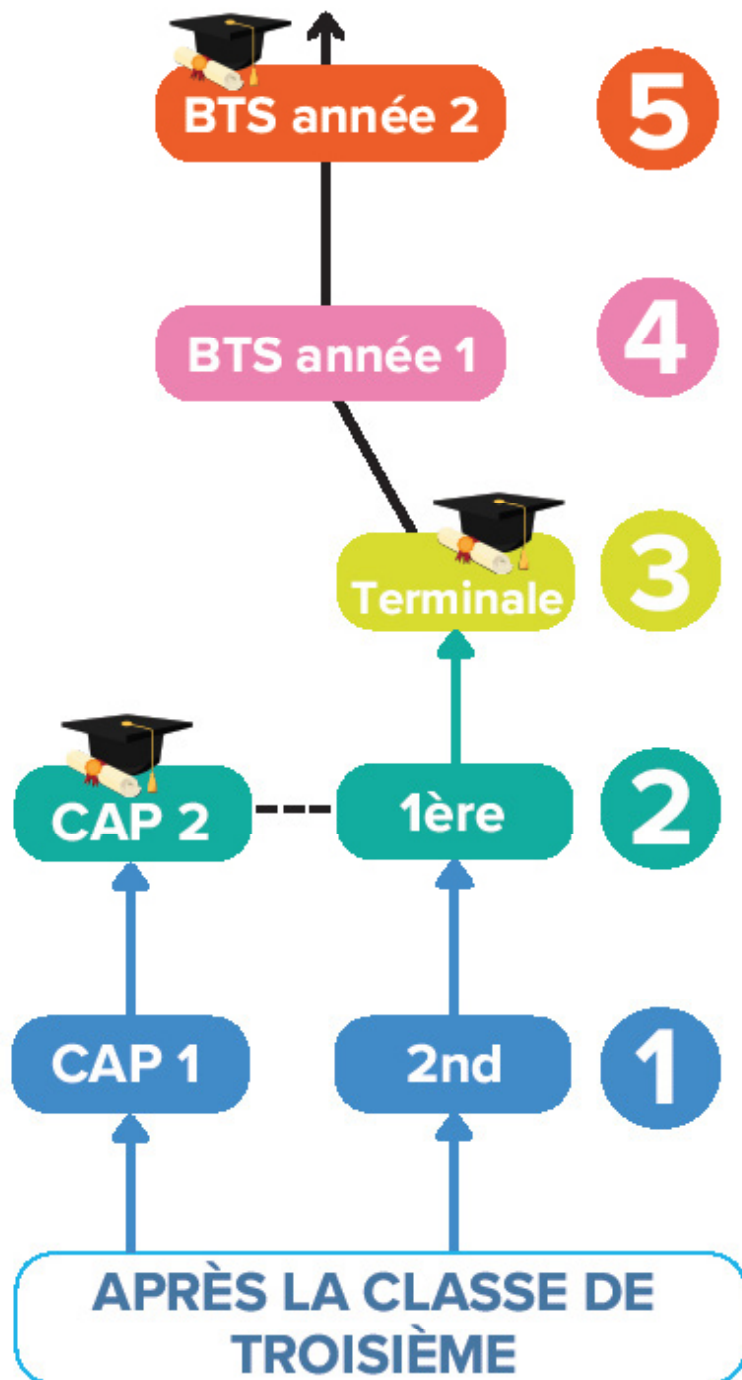 BTS année 2
5
BTS année 1
4
Terminale
3
CAP 2
1ère
2
CAP 1
2nd
1
APRÈS LA CLASSE DE
TROISIÈME